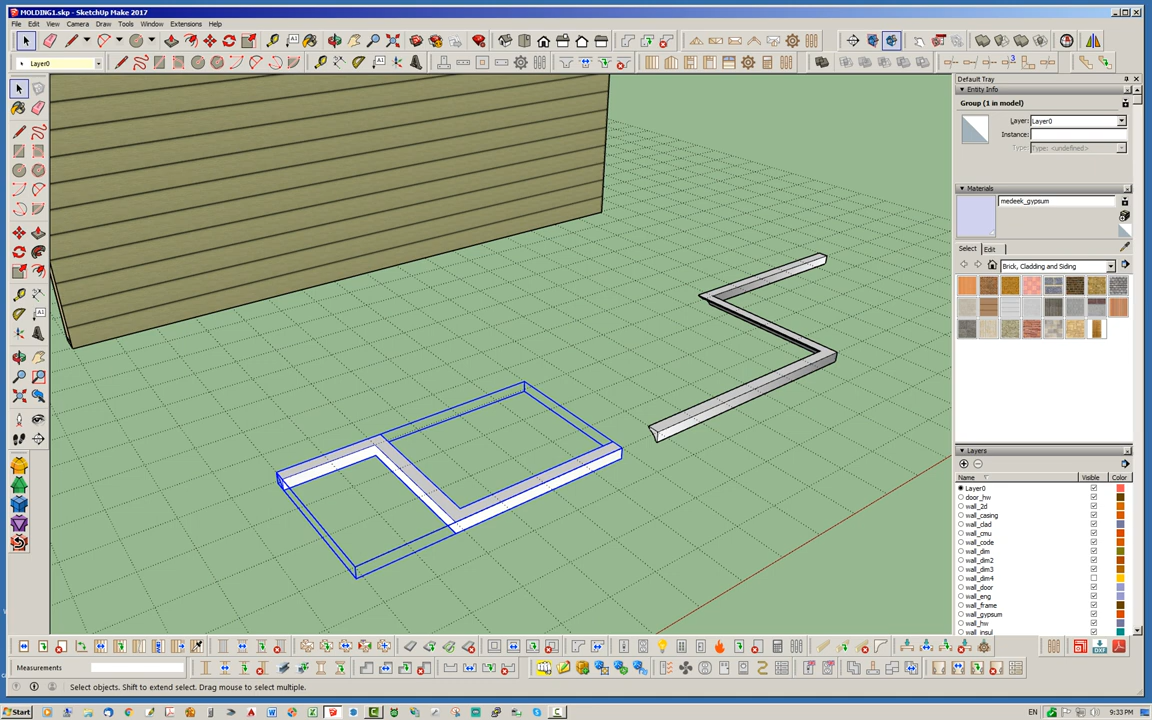 MOLDING1.skp - SketchUp Make 2017
File Edit View Camera Draw Tools Window Extensions Help
Layer0
3
Default Tray
Entity Info
Group (1 in model)
Layer: Layer0
Instance:
Type: Type: <undefined>
Materials
medeek_gypsum
Select Edit
Brick, Cladding and Siding
Layers
Name Visible Color
Layer0
door_hw
wall_2d
wall_casing
wall_clad
wall_cmu
wall_code
wall_dim
wall_dim2
wall_dim3
wall_dim4
wall_door
wall_eng
wall_frame
wall_gypsum
wall_hw
wall_insul
DXF
Measurements
Select objects. Shift to extend select. Drag mouse to select multiple.
Start
EN
9:33 PM